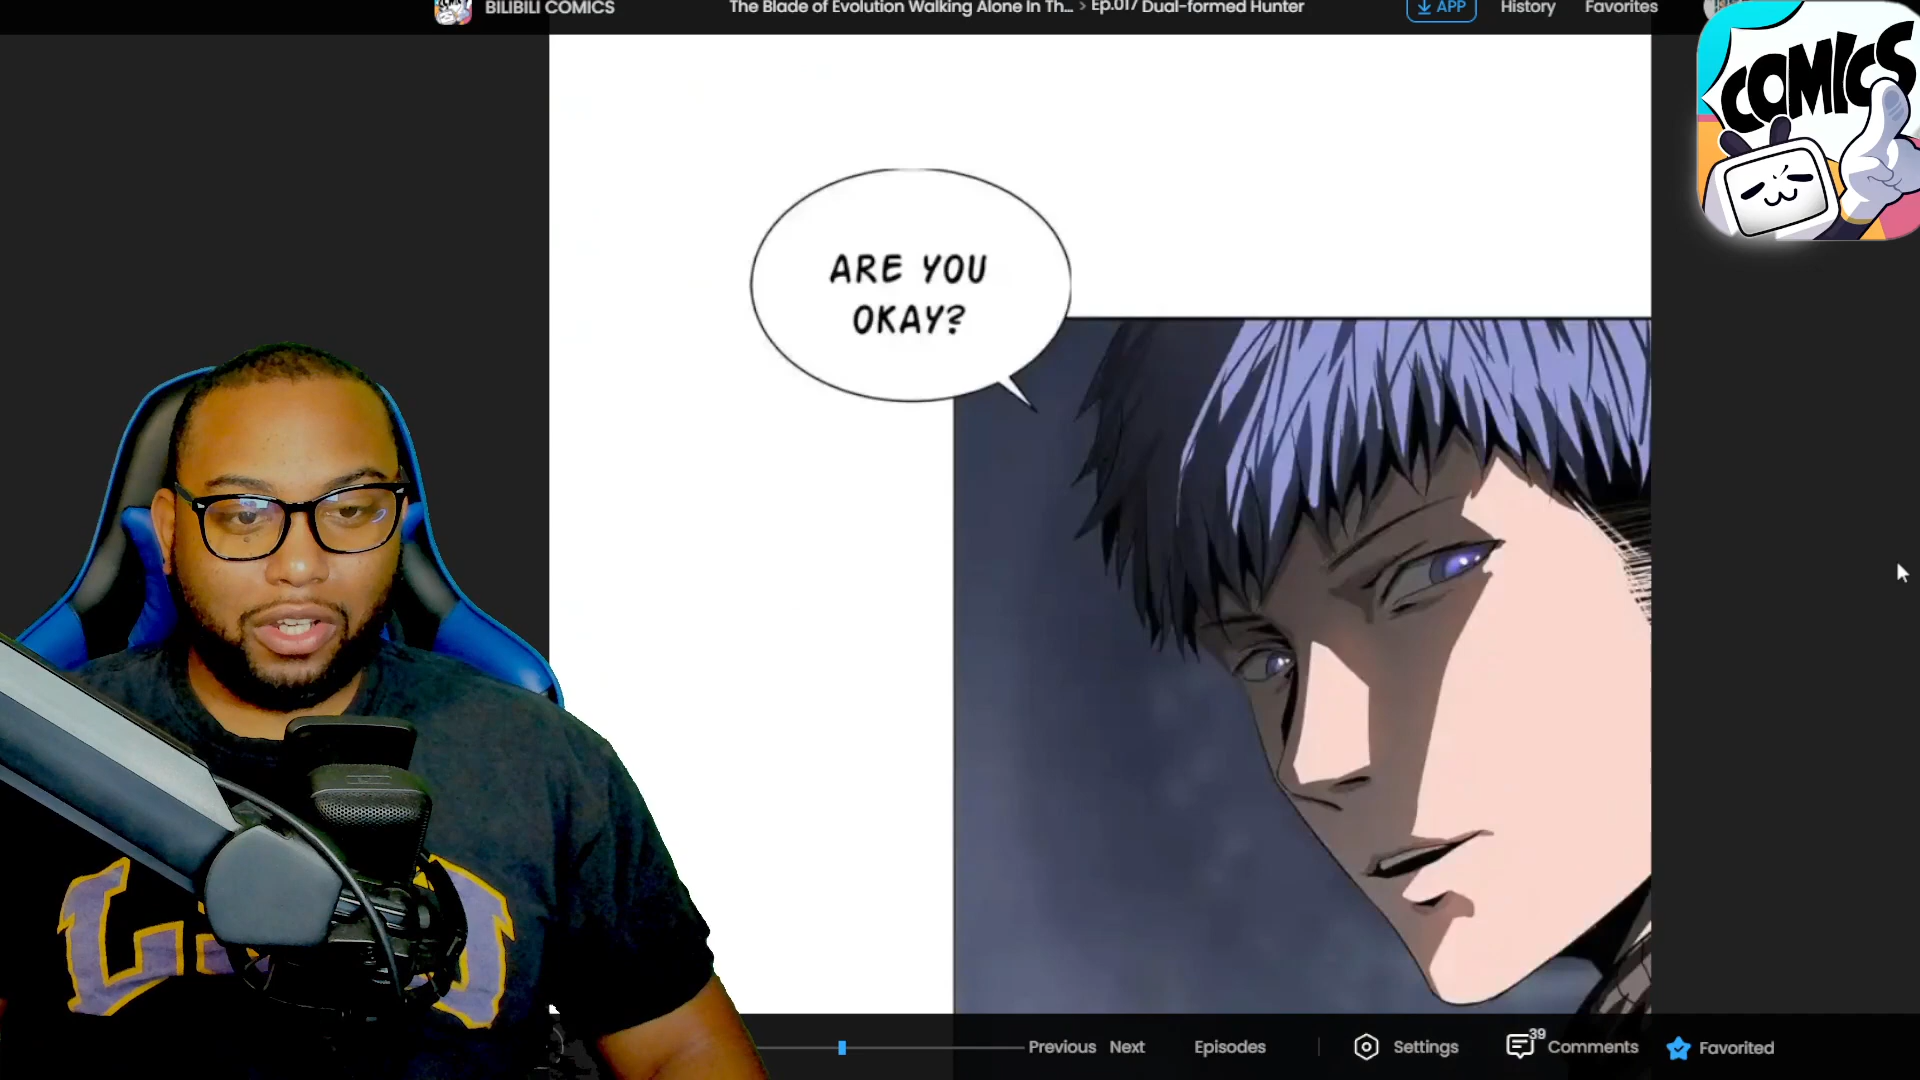 BILIBILI COMICS
The Blade of Evolution Walking Alone In Th... > Ep.017 Dual-formed Hunter
APP
History
Favorites
COMICS
ARE YOU
OKAY?
Previous
Next
Episodes
Settings
39
Comments
Favorited